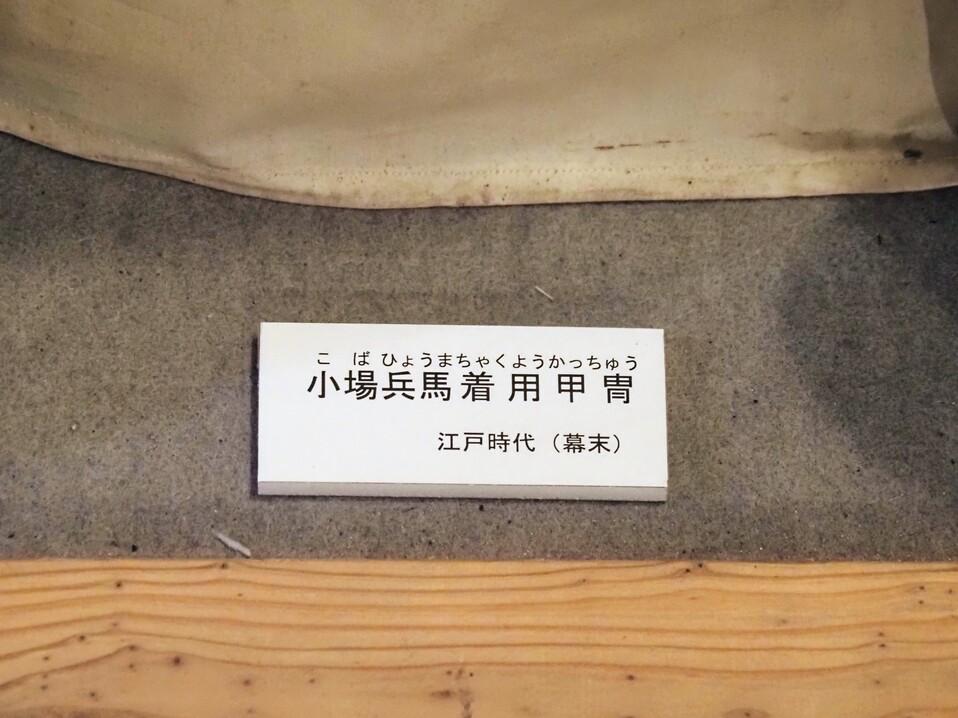 こ ば ひょうまちゃくようかっちゅう
小場兵馬着用甲冑
江戸時代（幕末）